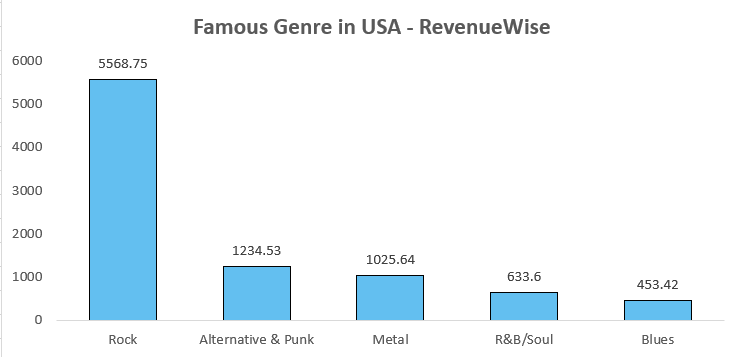 Famous Genre in USA - RevenueWise
6000
5000
4000
3000
2000
1000
0
5568.75
1234.53
1025.64
633.6
453.42
Rock
Alternative & Punk
Metal
R&B/Soul
Blues